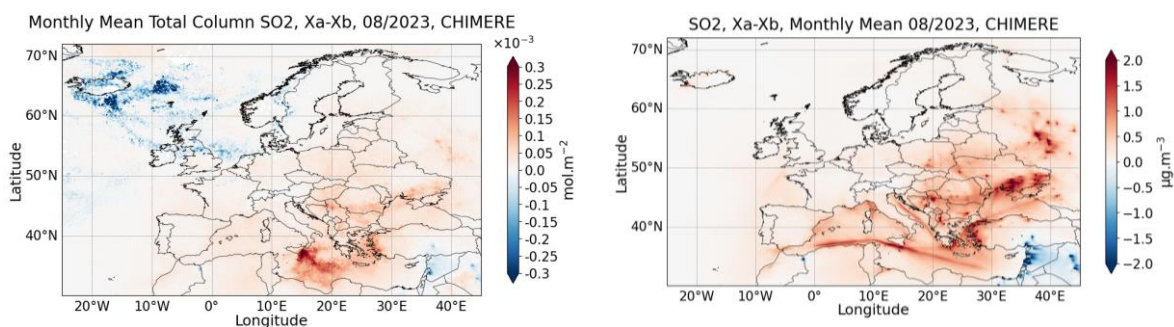 Monthly Mean Total Column SO2, Xa-Xb, 08/2023, CHIMERE
×10⁻³
70°N
60°N
50°N
40°N
Latitude
20°W 10°W 0° 10°E 20°E 30°E 40°E
Longitude
0.3
0.25
0.2
0.15
0.1
0.05
0.0
−0.05
−0.1
−0.15
−0.2
−0.25
−0.3
mol.m⁻²
SO2, Xa-Xb, Monthly Mean 08/2023, CHIMERE
70°N
60°N
50°N
40°N
Latitude
20°W 10°W 0° 10°E 20°E 30°E 40°E
Longitude
2.0
1.5
1.0
0.5
0.0
−0.5
−1.0
−1.5
−2.0
µg.m⁻³